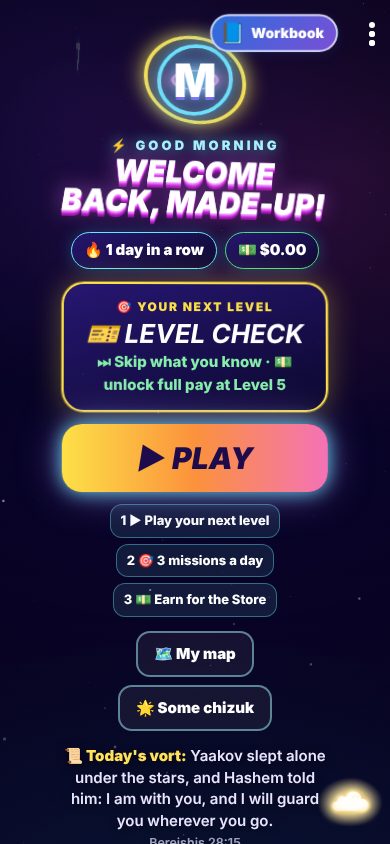 📘 Workbook
M
⚡ GOOD MORNING
WELCOME
BACK, MADE-UP!
🔥 1 day in a row
💵 $0.00
🎯 YOUR NEXT LEVEL
🎫 LEVEL CHECK
⏭ Skip what you know · 💵
unlock full pay at Level 5
▶ PLAY
1 ▶ Play your next level
2 🎯 3 missions a day
3 💵 Earn for the Store
🗺️ My map
🌟 Some chizuk
📜 Today's vort: Yaakov slept alone
under the stars, and Hashem told
him: I am with you, and I will guard
you wherever you go.
Bereishis 28:15